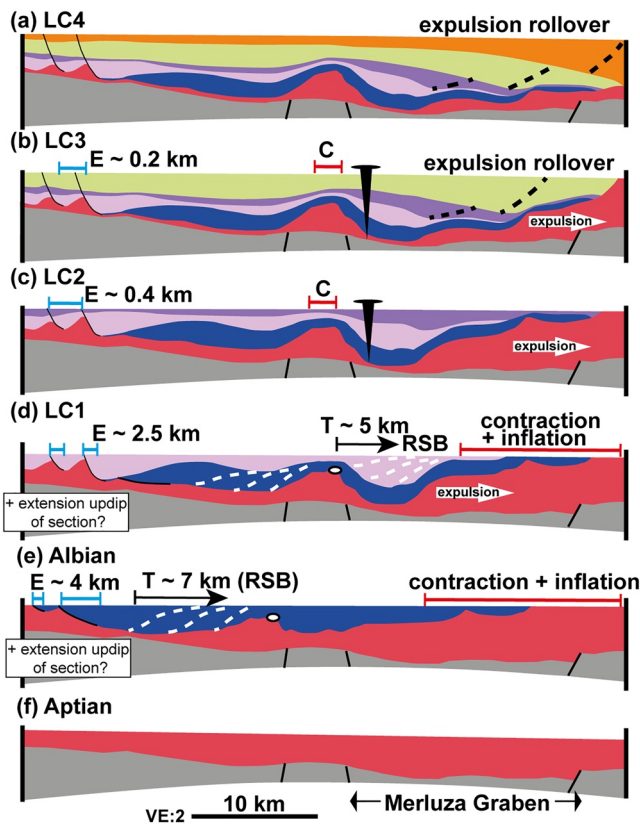 (a) LC4
expulsion rollover
(b) LC3
E ~ 0.2 km
C
expulsion rollover
expulsion
(c) LC2
E ~ 0.4 km
C
expulsion
(d) LC1
E ~ 2.5 km
T ~ 5 km
RSB
contraction
+ inflation
expulsion
+ extension updip
of section?
(e) Albian
E ~ 4 km
T ~ 7 km (RSB)
contraction + inflation
+ extension updip
of section?
(f) Aptian
VE:2
10 km
Merluza Graben